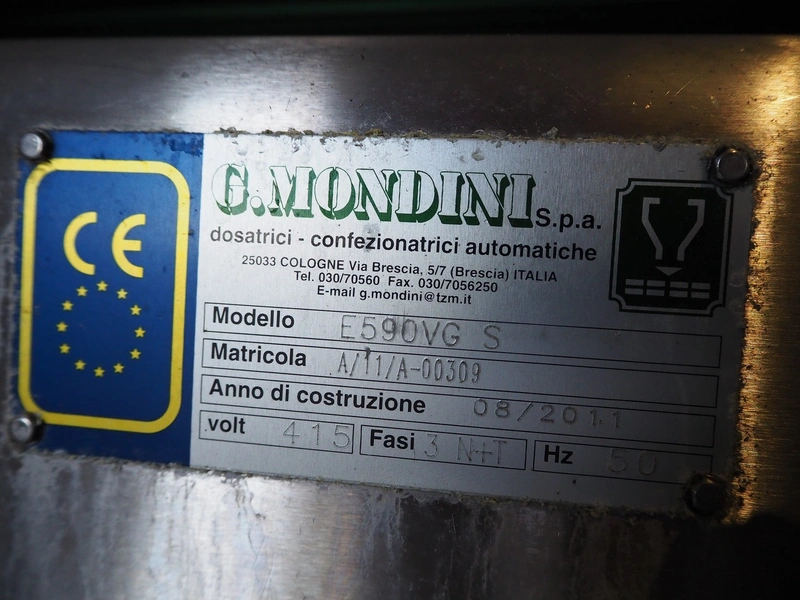 CE
G.MONDINI S.p.a.
dosatrici - confezionatrici automatiche
25033 COLOGNE Via Brescia, 5/7 (Brescia) ITALIA
Tel. 030/70560 Fax. 030/7056250
E-mail g.mondini@tzm.it
Modello E590VG S
Matricola A/11/A-00309
Anno di costruzione 08/2011
volt 415 Fasi 3 N+T Hz 50